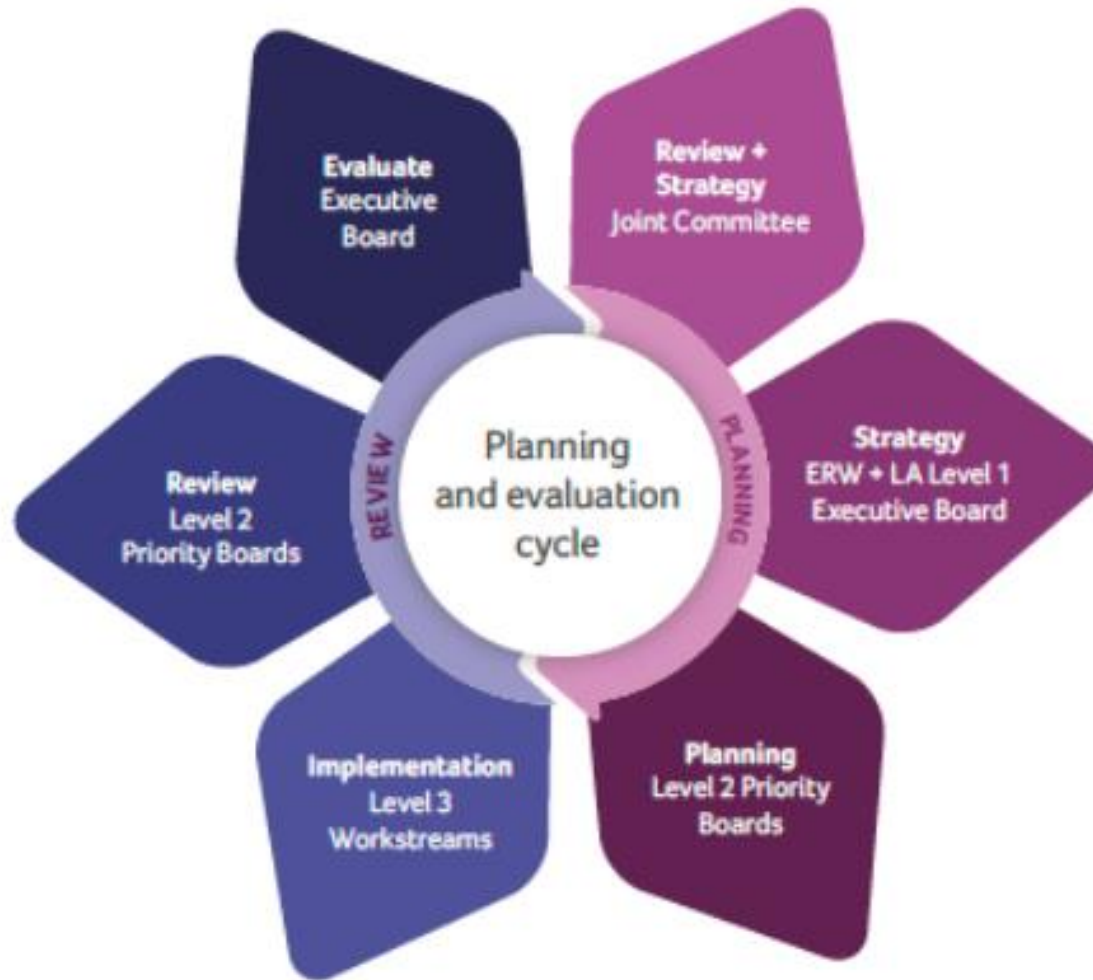 Evaluate
Executive
Board
Review +
Strategy
Joint Committee
Strategy
ERW + LA Level 1
Executive Board
Planning
Level 2 Priority
Boards
Implementation
Level 3
Workstreams
Review
Level 2
Priority Boards
REVIEW
PLANNING
Planning
and evaluation
cycle